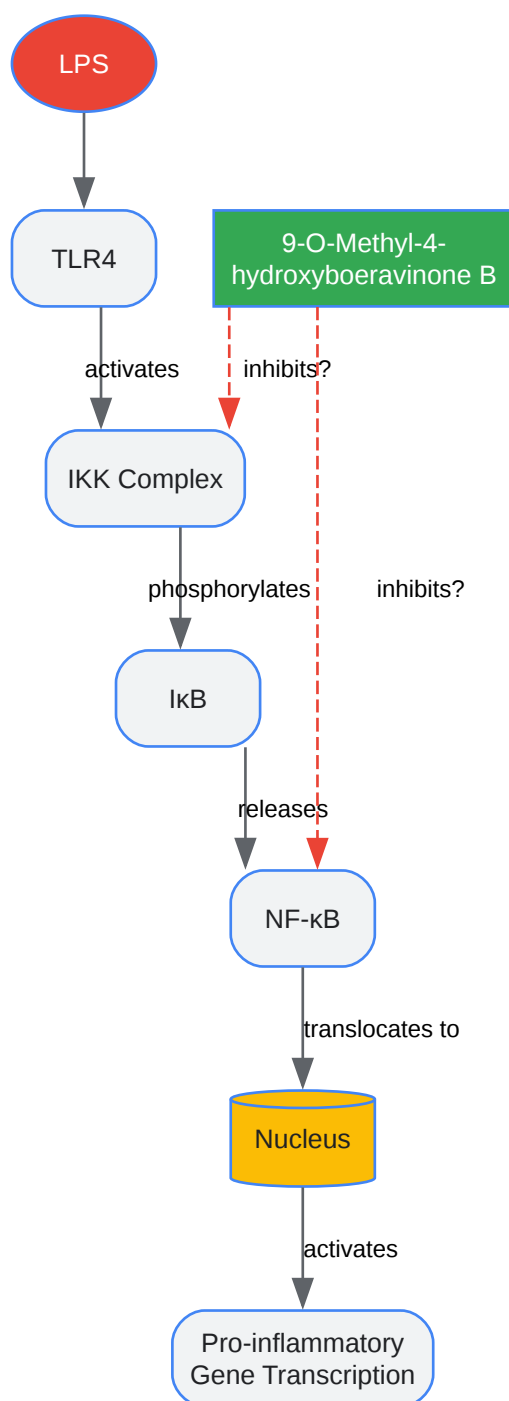 LPS
TLR4
9-O-Methyl-4-
hydroxyboeravinone B
activates
inhibits?
IKK Complex
phosphorylates
inhibits?
IκB
releases
NF-κB
translocates to
Nucleus
activates
Pro-inflammatory
Gene Transcription